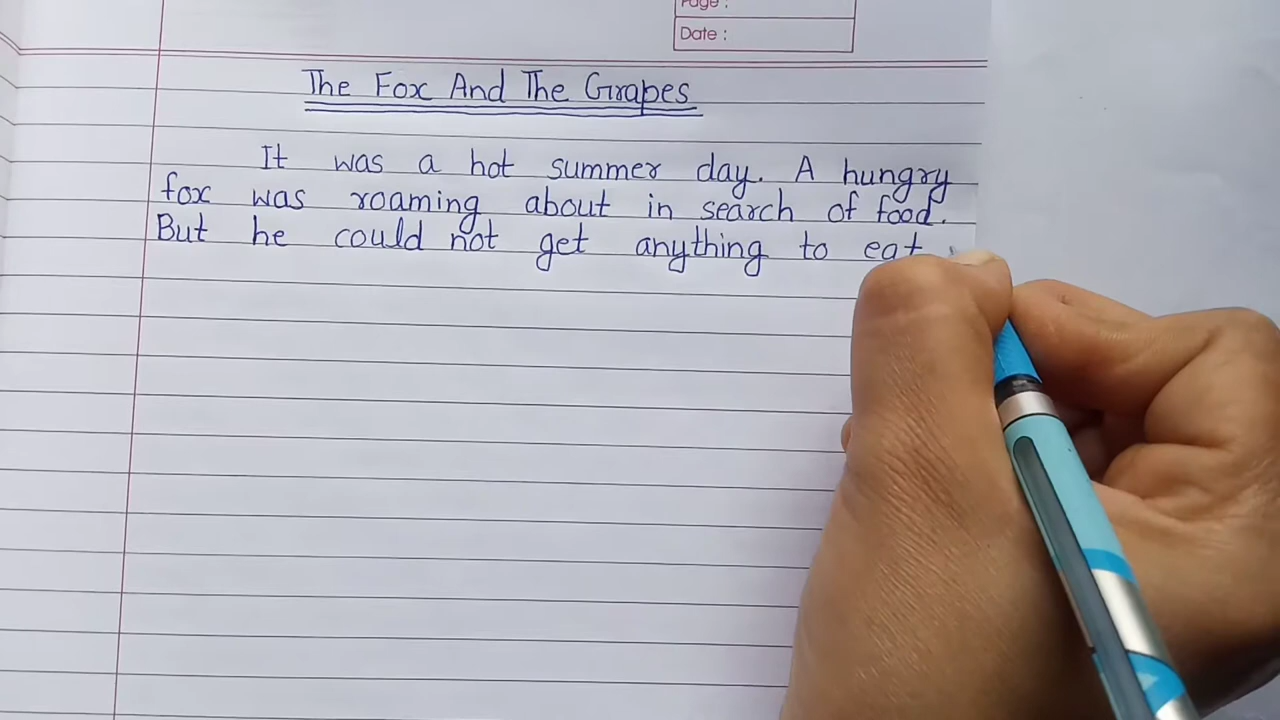 Page :
Date :
The Fox And The Grapes
It was a hot summer day. A hungry
fox was roaming about in search of food.
But he could not get anything to eat